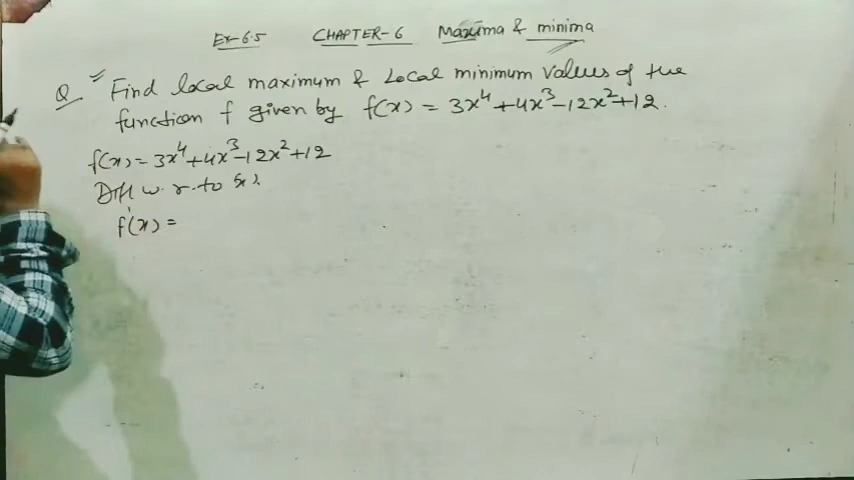 Ex-6.5 CHAPTER-6 Maxima & minima
Q Find local maximum & Local minimum values of the
function f given by f(x) = 3x⁴+4x³-12x²+12.
f(x) = 3x⁴+4x³-12x²+12
Diff w.r.to
f'(x) =